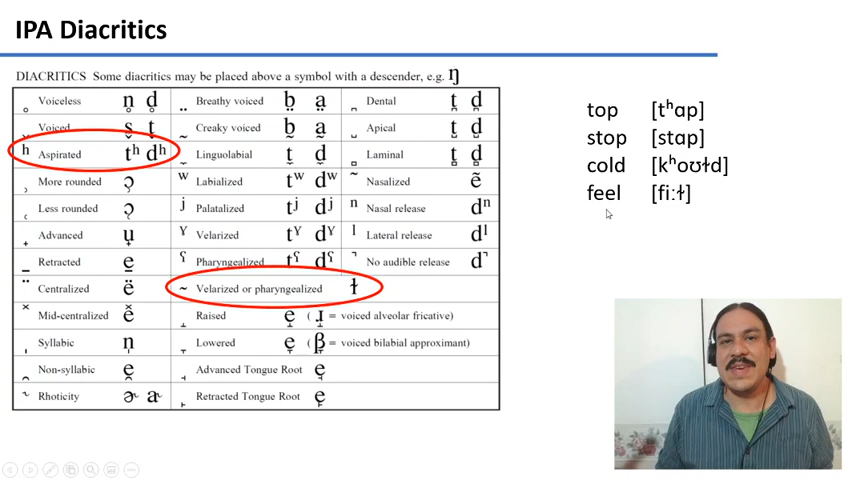 IPA Diacritics
DIACRITICS Some diacritics may be placed above a symbol with a descender, e.g. ŋ̊
̥ Voiceless n̥ d̥ ̤ Breathy voiced b̤ a̤ ̪ Dental t̪ d̪
̬ Voiced s̬ t̬ ̰ Creaky voiced b̰ a̰ ̺ Apical t̺ d̺
ʰ Aspirated tʰ dʰ ̼ Linguolabial t̼ d̼ ̻ Laminal t̻ d̻
̹ More rounded ɔ̹ ʷ Labialized tʷ dʷ ̃ Nasalized ẽ
̜ Less rounded ɔ̜ ʲ Palatalized tʲ dʲ ⁿ Nasal release dⁿ
̟ Advanced u̟ ˠ Velarized tˠ dˠ ˡ Lateral release dˡ
̠ Retracted e̠ ˤ Pharyngealized tˤ dˤ ̚ No audible release d̚
̈ Centralized ë ̴ Velarized or pharyngealized ɫ
̽ Mid-centralized e̽ ̝ Raised e̝ ( ɹ̝ = voiced alveolar fricative)
̩ Syllabic n̩ ̞ Lowered e̞ ( β̞ = voiced bilabial approximant)
̯ Non-syllabic e̯ ̘ Advanced Tongue Root e̘
˞ Rhoticity ɚ a˞ ̙ Retracted Tongue Root e̙
top [tʰɑp]
stop [stɑp]
cold [kʰoʊɫd]
feel [fiːɫ]